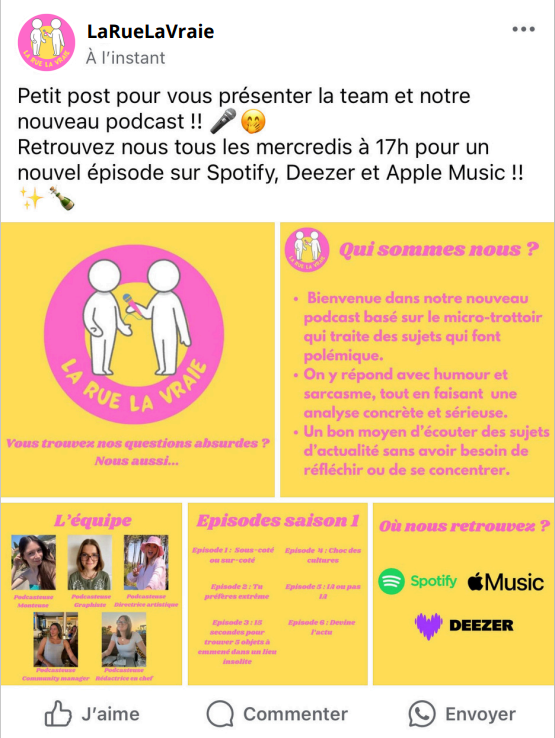 LaRueLaVraie
À l'instant
Petit post pour vous présenter la team et notre
nouveau podcast !! 🎤🤭
Retrouvez nous tous les mercredis à 17h pour un
nouvel épisode sur Spotify, Deezer et Apple Music !!
✨🍾
LA RUE LA VRAIE
LA RUE LA VRAIE
Vous trouvez nos questions absurdes ?
Nous aussi...
LA RUE LA VRAIE
Qui sommes nous ?
• Bienvenue dans notre nouveau
podcast basé sur le micro-trottoir
qui traite des sujets qui font
polémique.
• On y répond avec humour et
sarcasme, tout en faisant une
analyse concrète et sérieuse.
• Un bon moyen d'écouter des sujets
d'actualité sans avoir besoin de
réfléchir ou de se concentrer.
L'équipe
Podcasteuse
Monteuse
Podcasteuse
Graphiste
Podcasteuse
Directrice artistique
Podcasteuse
Community manager
Podcasteuse
Rédactrice en chef
Episodes saison 1
Episode 1 : Sous-coté
ou sur-coté
Episode 2 : Tu
préfères extrême
Episode 3 : 15
secondes pour
trouver 5 objets à
emmené dans un lieu
insolite
Episode 4 : Choc des
cultures
Episode 5 : Là ou pas
là
Episode 6 : Devine
l'actu
Où nous retrouvez ?
Spotify
Music
DEEZER
J'aime
Commenter
Envoyer